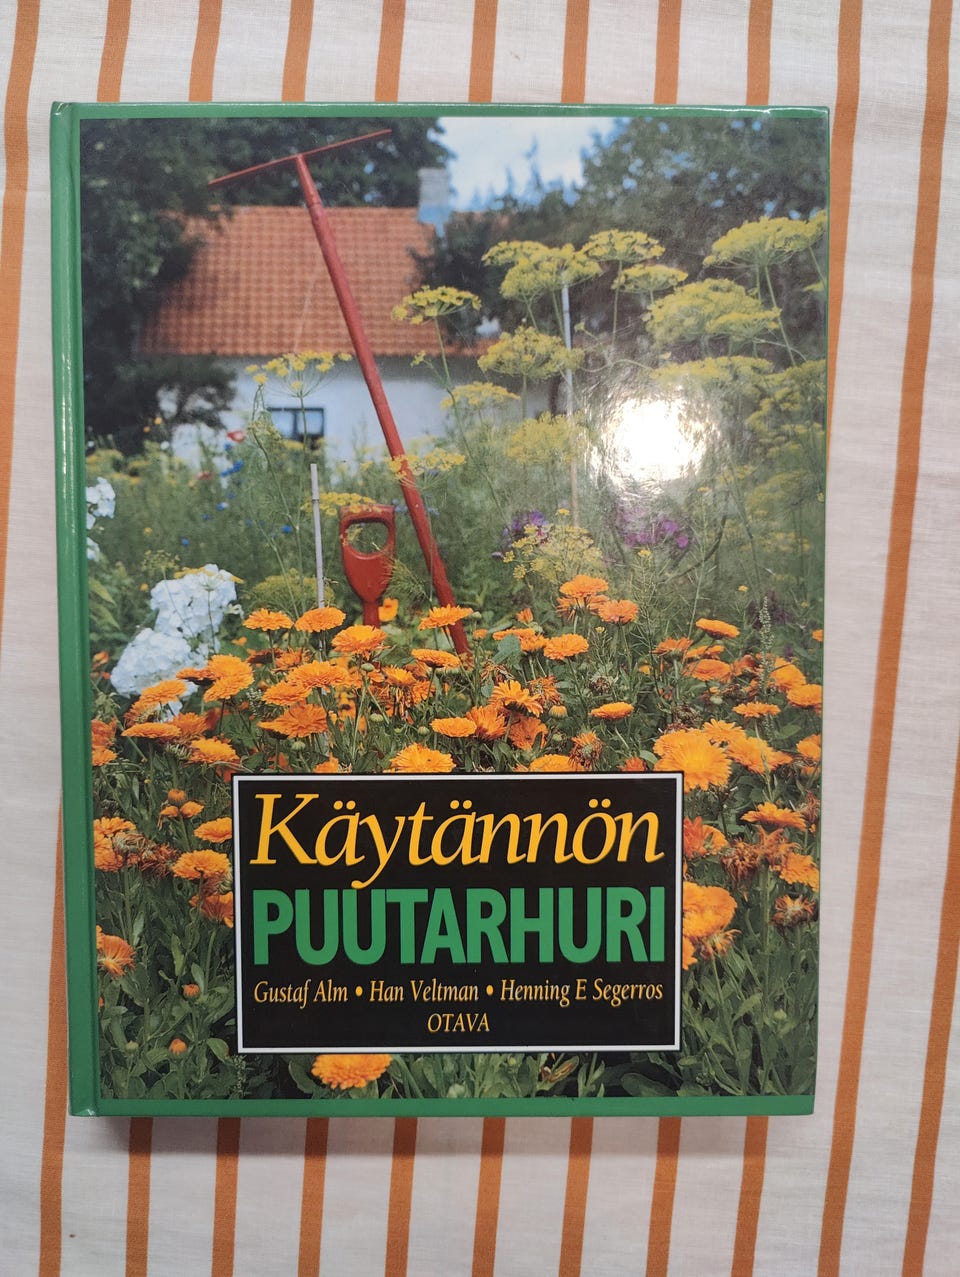 Käytännön
PUUTARHURI
Gustaf Alm • Han Veltman • Henning E Segerros
OTAVA